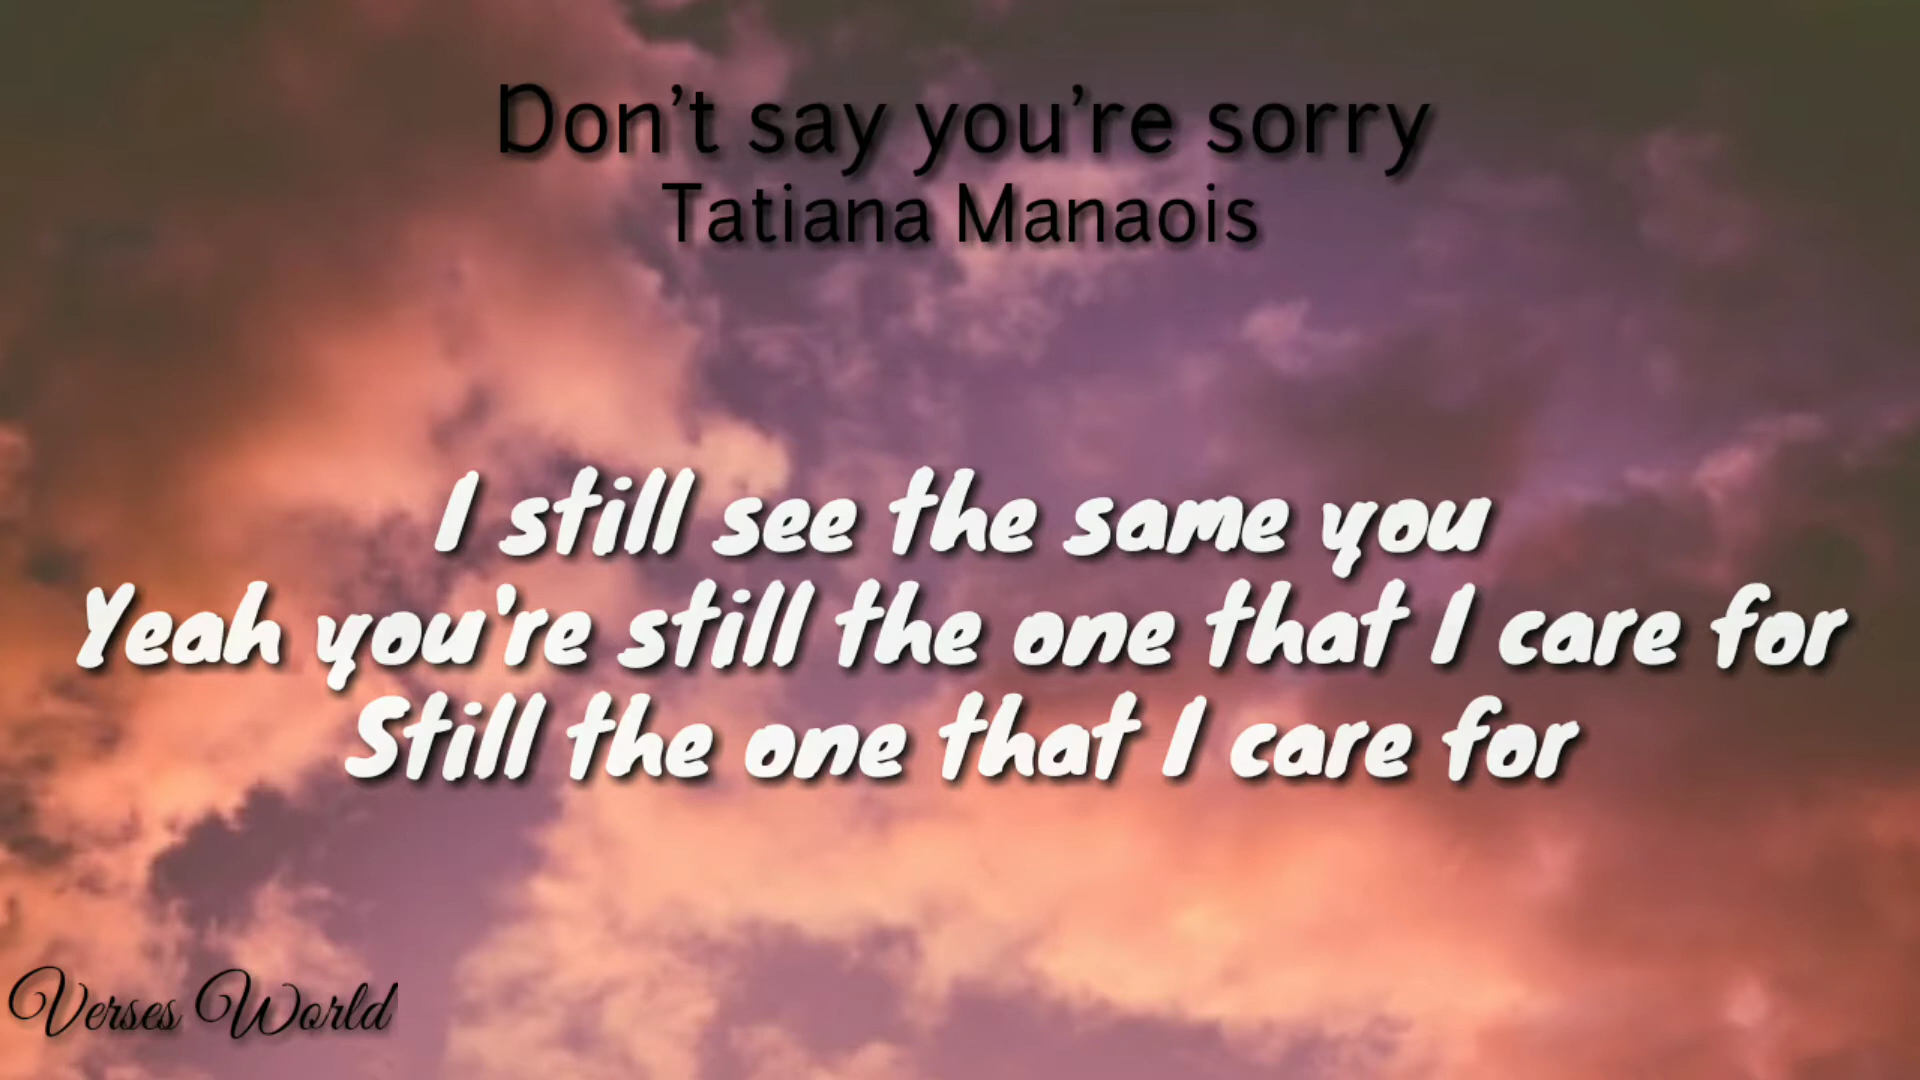 Don’t say you’re sorry
Tatiana Manaois
I still see the same you
Yeah you're still the one that I care for
Still the one that I care for
Verses World